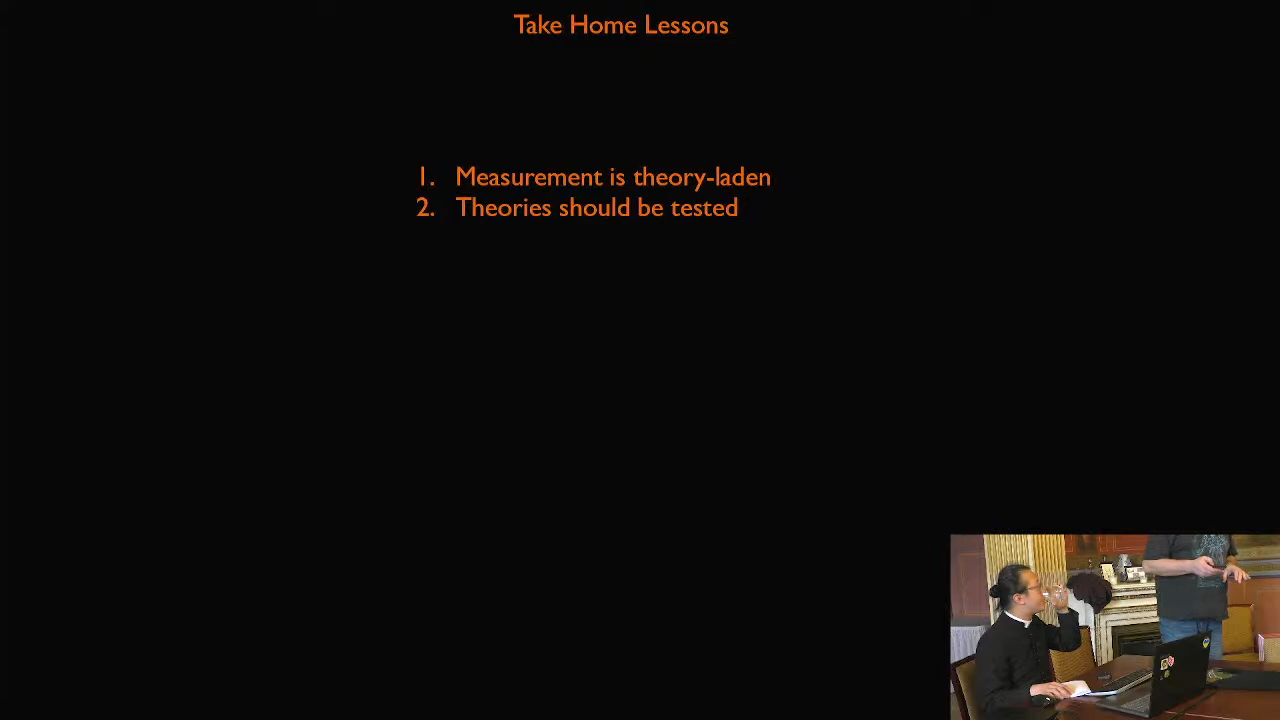 Take Home Lessons
1. Measurement is theory-laden
2. Theories should be tested